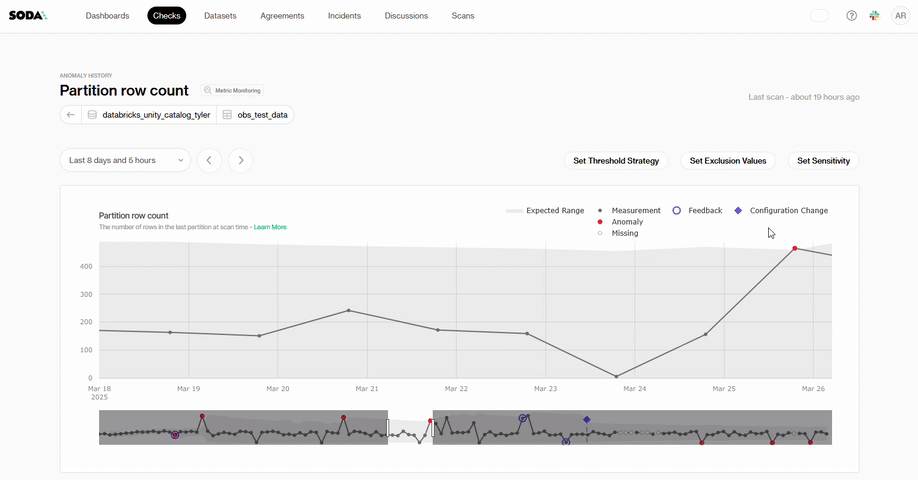 SODA
Dashboards Checks Datasets Agreements Incidents Discussions Scans
? AR
ANOMALY HISTORY
Partition row count Metric Monitoring
Last scan - about 19 hours ago
databricks_unity_catalog_tyler obs_test_data
Last 8 days and 5 hours
Set Threshold Strategy Set Exclusion Values Set Sensitivity
Partition row count
The number of rows in the last partition at scan time - Learn More
Expected Range Measurement Feedback Configuration Change
Anomaly
Missing
400
300
200
100
0
Mar 18 Mar 19 Mar 20 Mar 21 Mar 22 Mar 23 Mar 24 Mar 25 Mar 26
2025